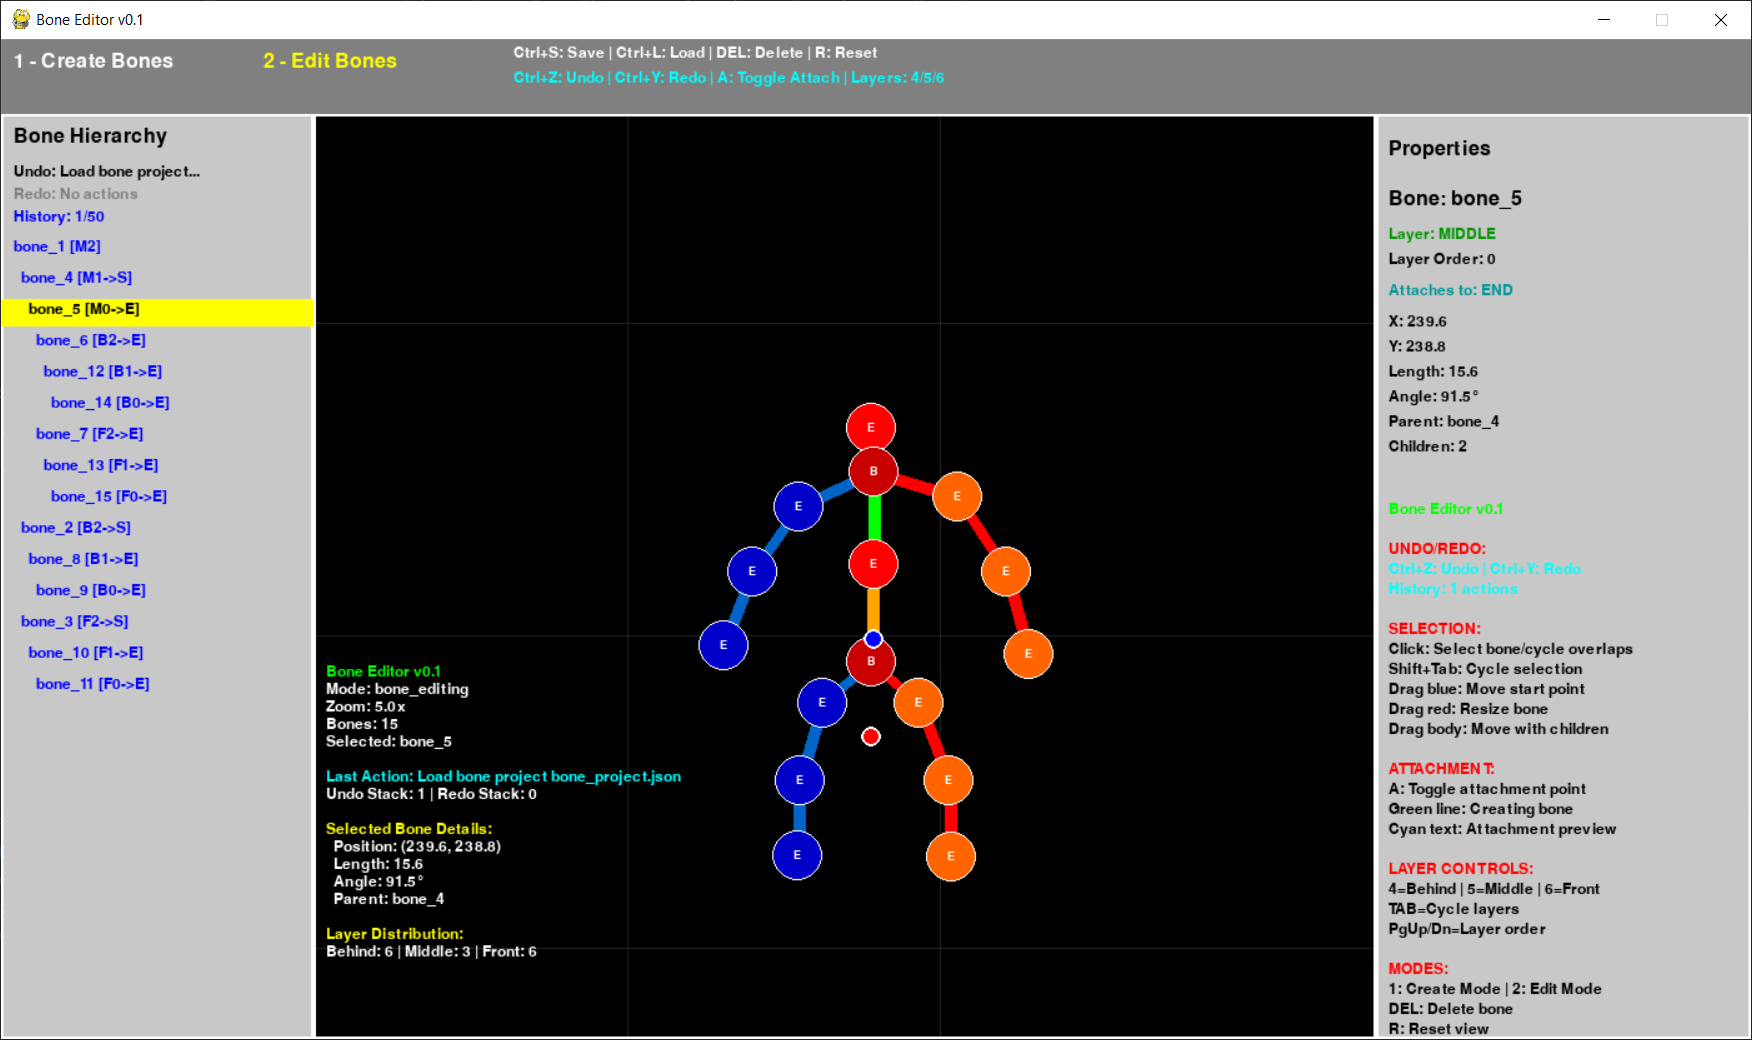 Bone Editor v0.1
1 - Create Bones
2 - Edit Bones
Ctrl+S: Save | Ctrl+L: Load | DEL: Delete | R: Reset
Ctrl+Z: Undo | Ctrl+Y: Redo | A: Toggle Attach | Layers: 4/5/6
Bone Hierarchy
Undo: Load bone project...
Redo: No actions
History: 1/50
bone_1 [M2]
bone_4 [M1->S]
bone_5 [M0->E]
bone_6 [B2->E]
bone_12 [B1->E]
bone_14 [B0->E]
bone_7 [F2->E]
bone_13 [F1->E]
bone_15 [F0->E]
bone_2 [B2->S]
bone_8 [B1->E]
bone_9 [B0->E]
bone_3 [F2->S]
bone_10 [F1->E]
bone_11 [F0->E]
E
B
E
E
E
E
E
E
E
B
E
E
E
E
E
E
Bone Editor v0.1
Mode: bone_editing
Zoom: 5.0x
Bones: 15
Selected: bone_5
Last Action: Load bone project bone_project.json
Undo Stack: 1 | Redo Stack: 0
Selected Bone Details:
Position: (239.6, 238.8)
Length: 15.6
Angle: 91.5°
Parent: bone_4
Layer Distribution:
Behind: 6 | Middle: 3 | Front: 6
Properties
Bone: bone_5
Layer: MIDDLE
Layer Order: 0
Attaches to: END
X: 239.6
Y: 238.8
Length: 15.6
Angle: 91.5°
Parent: bone_4
Children: 2
Bone Editor v0.1
UNDO/REDO:
Ctrl+Z: Undo | Ctrl+Y: Redo
History: 1 actions
SELECTION:
Click: Select bone/cycle overlaps
Shift+Tab: Cycle selection
Drag blue: Move start point
Drag red: Resize bone
Drag body: Move with children
ATTACHMENT:
A: Toggle attachment point
Green line: Creating bone
Cyan text: Attachment preview
LAYER CONTROLS:
4=Behind | 5=Middle | 6=Front
TAB=Cycle layers
PgUp/Dn=Layer order
MODES:
1: Create Mode | 2: Edit Mode
DEL: Delete bone
R: Reset view